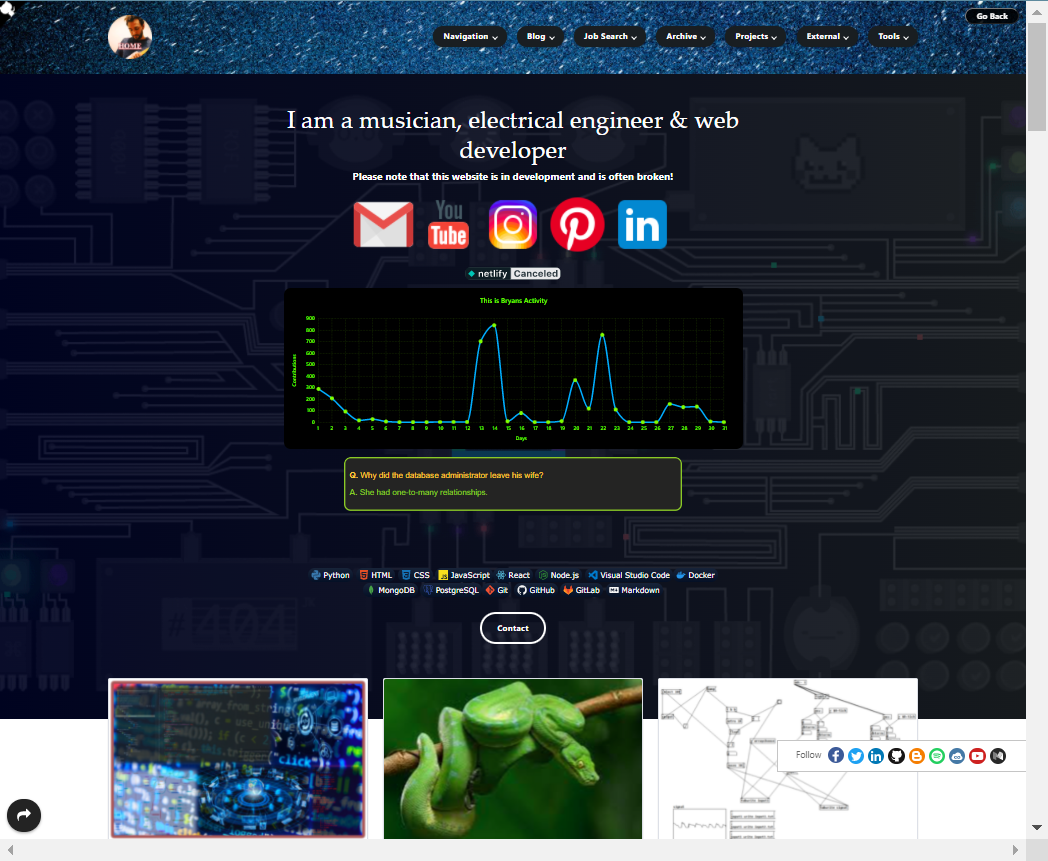 Go Back
HOME
Navigation
Blog
Job Search
Archive
Projects
External
Tools
I am a musician, electrical engineer & web
developer
Please note that this website is in development and is often broken!
You
Tube
in
netlify Canceled
This is Bryans Activity
Contributions
900
800
700
600
500
400
300
200
100
0
1 2 3 4 5 6 7 8 9 10 11 12 13 14 15 16 17 18 19 20 21 22 23 24 25 26 27 28 29 30 31
Days
Q. Why did the database administrator leave his wife?
A. She had one-to-many relationships.
#404
Python HTML CSS JavaScript React Node.js Visual Studio Code Docker
MongoDB PostgreSQL Git GitHub GitLab Markdown
Contact
Follow